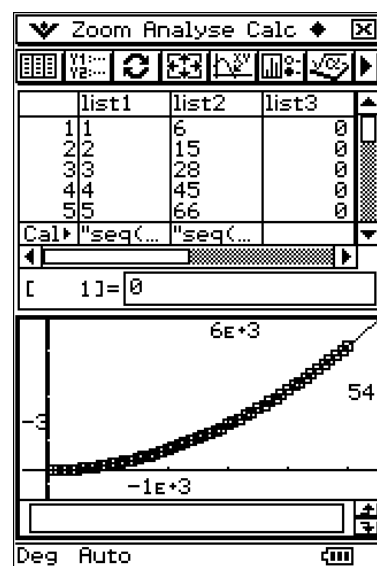 Zoom Analyse Calc
list1 list2 list3
1 1 6 0
2 2 15 0
3 3 28 0
4 4 45 0
5 5 66 0
Cal▶ "seq(… "seq(…
[ 1]= 0
6E+3
54
-3
-1E+3
Deg Auto